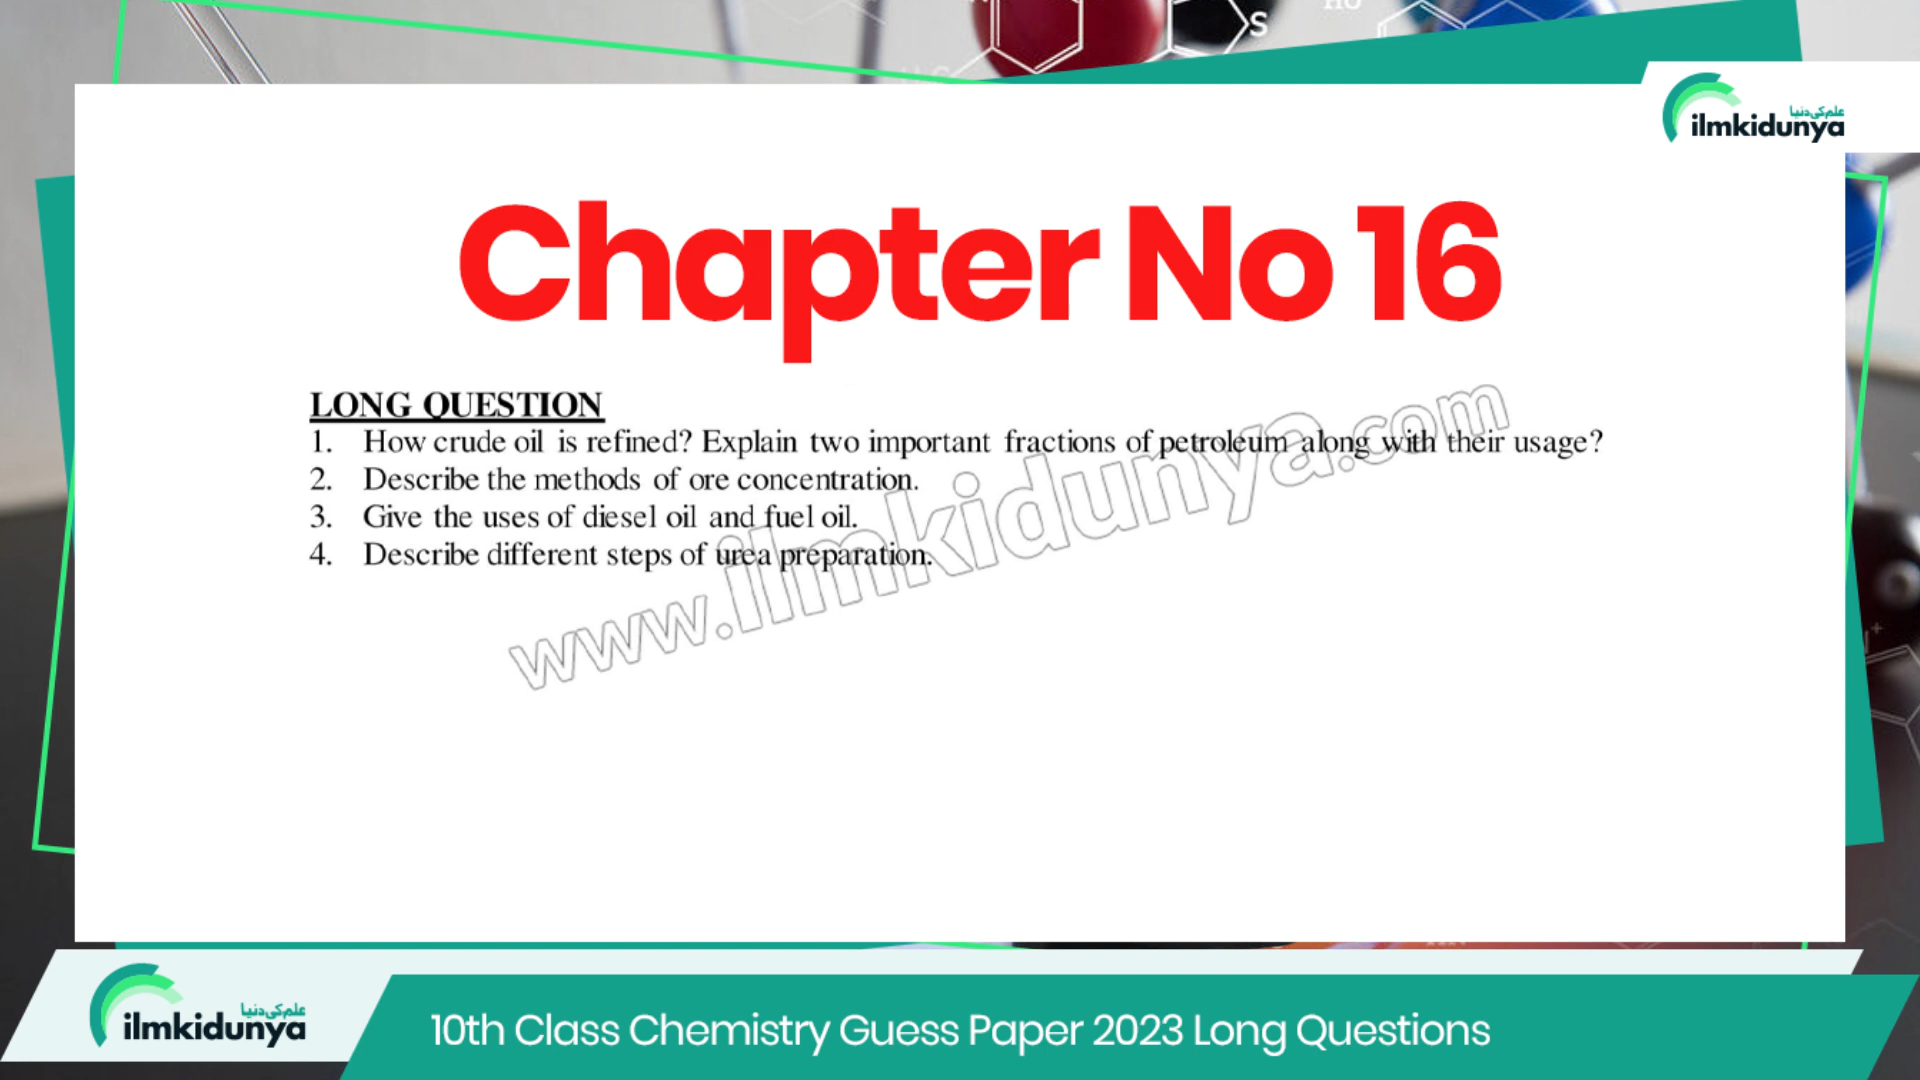 S
HO
علم کی دنیا
ilmkidunya
Chapter No 16
LONG QUESTION
1. How crude oil is refined? Explain two important fractions of petroleum along with their usage?
2. Describe the methods of ore concentration.
3. Give the uses of diesel oil and fuel oil.
4. Describe different steps of urea preparation.
www.ilmkidunya.com
علم کی دنیا
ilmkidunya
10th Class Chemistry Guess Paper 2023 Long Questions